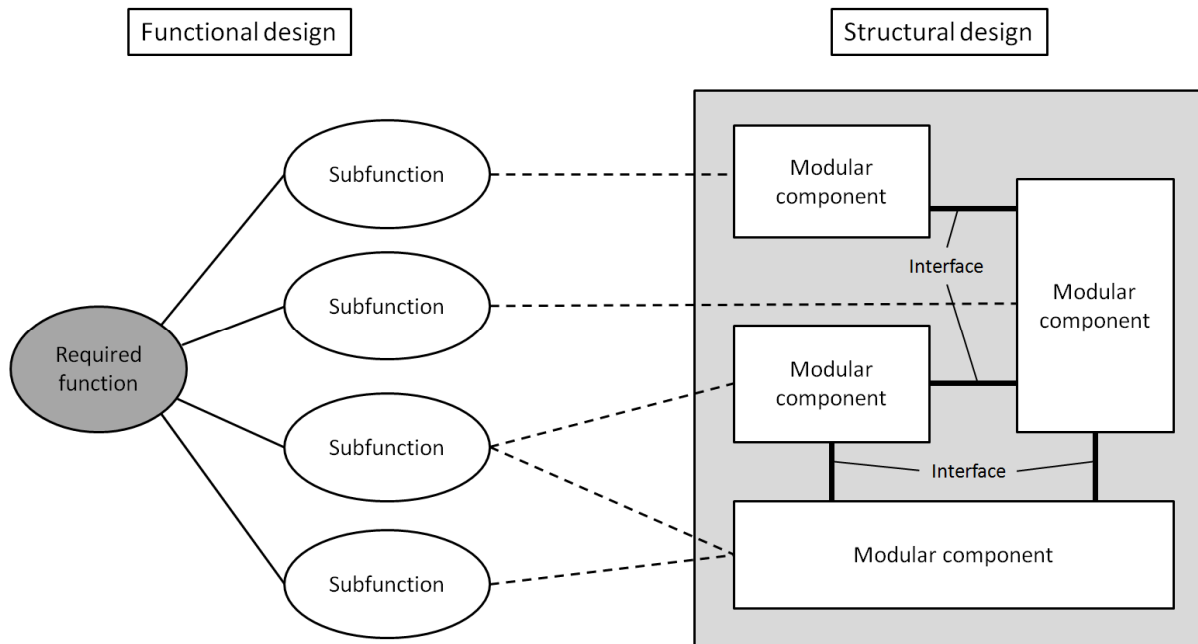 Functional design
Structural design
Subfunction
Modular
component
Interface
Subfunction
Modular
component
Required
function
Modular
component
Subfunction
Interface
Modular component
Subfunction